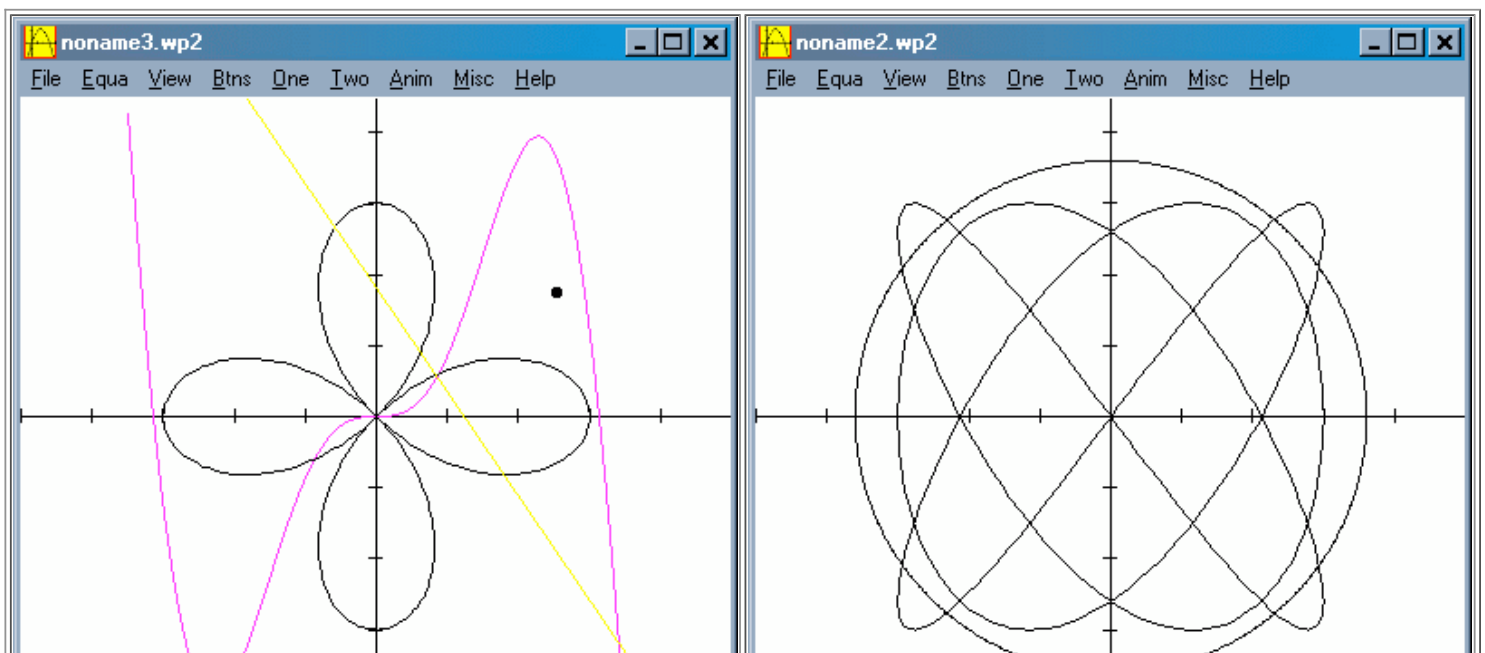 noname3.wp2
File Equa View Btns One Two Anim Misc Help
noname2.wp2
File Equa View Btns One Two Anim Misc Help